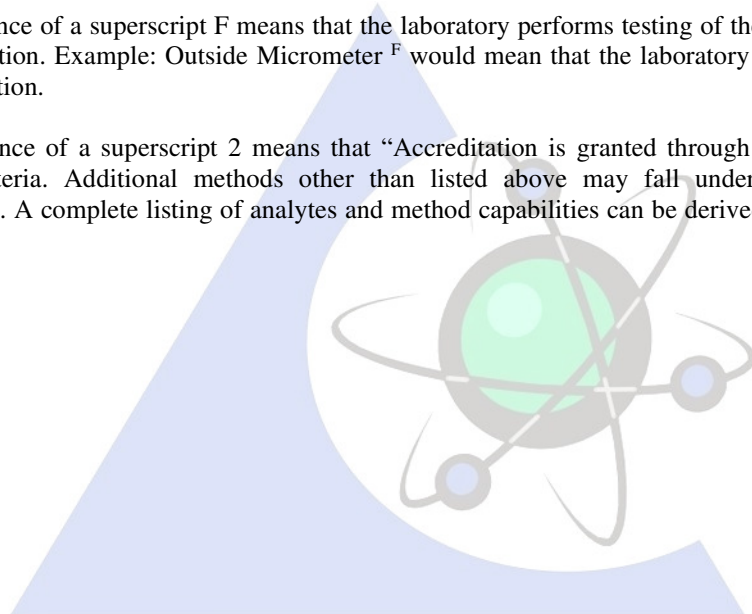 nce of a superscript F means that the laboratory performs testing of the
tion. Example: Outside Micrometer F would mean that the laboratory
tion.
nce of a superscript 2 means that “Accreditation is granted through
teria. Additional methods other than listed above may fall under
. A complete listing of analytes and method capabilities can be derive